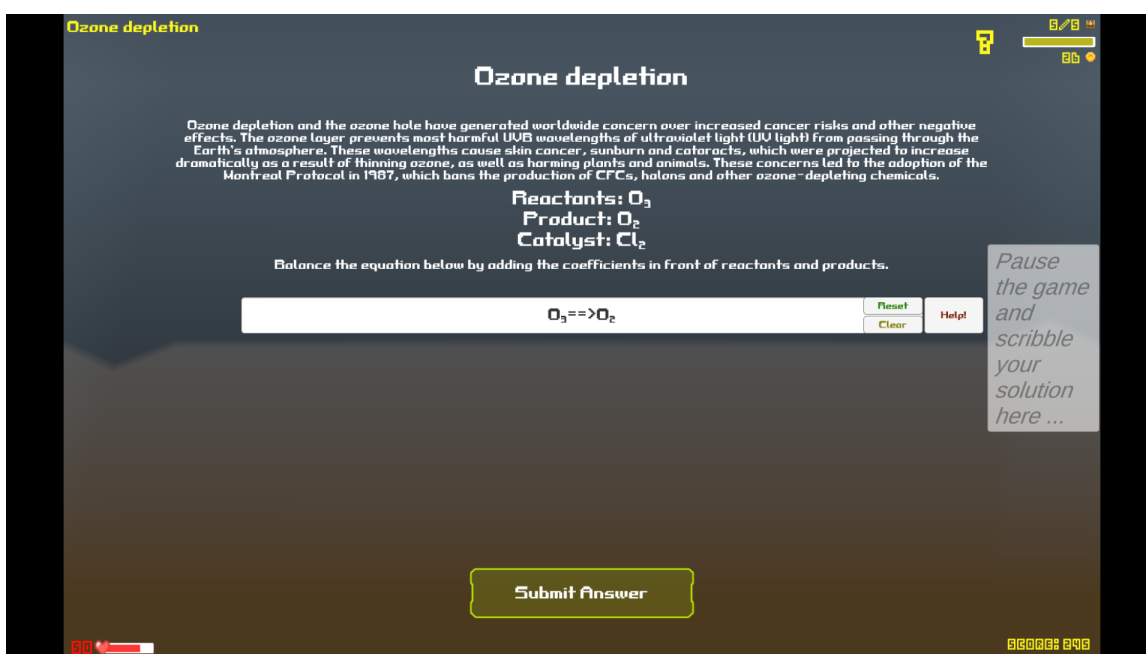 Ozone depletion
5/5
?
26
Ozone depletion
Ozone depletion and the ozone hole have generated worldwide concern over increased cancer risks and other negative
effects. The ozone layer prevents most harmful UVB wavelengths of ultraviolet light (UV light) from passing through the
Earth's atmosphere. These wavelengths cause skin cancer, sunburn and cataracts, which were projected to increase
dramatically as a result of thinning ozone, as well as harming plants and animals. These concerns led to the adoption of the
Montreal Protocol in 1987, which bans the production of CFCs, halons and other ozone-depleting chemicals.
Reactants: O₃
Product: O₂
Catalyst: Cl₂
Balance the equation below by adding the coefficients in front of reactants and products.
O₃==>O₂
Reset
Clear
Help!
Pause
the game
and
scribble
your
solution
here ...
Submit Answer
50
SCORE: 245